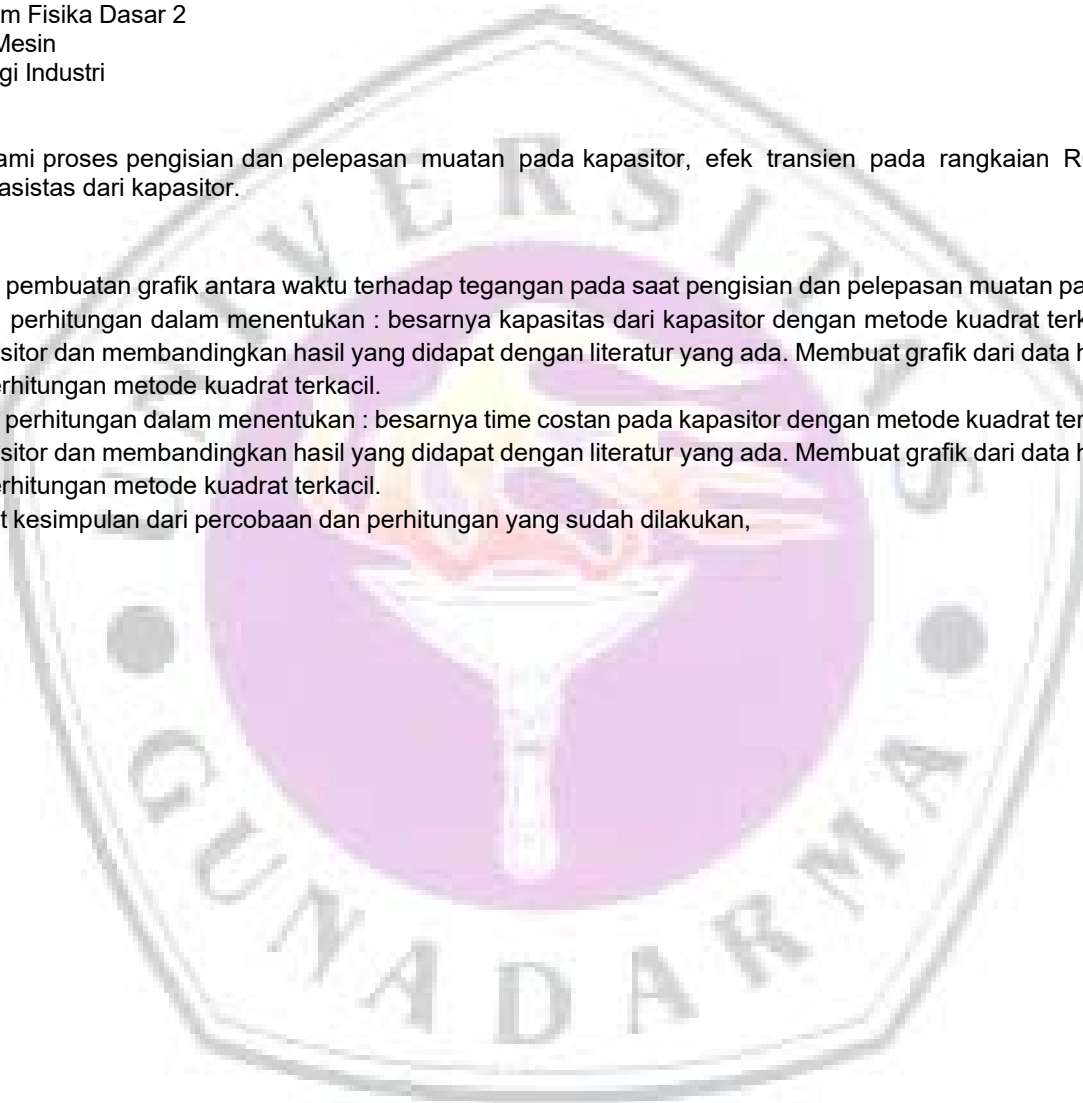 m Fisika Dasar 2
Mesin
gi Industri
ami proses pengisian dan pelepasan muatan pada kapasitor, efek transien pada rangkaian R
asistas dari kapasitor.
pembuatan grafik antara waktu terhadap tegangan pada saat pengisian dan pelepasan muatan pa
perhitungan dalam menentukan : besarnya kapasitas dari kapasitor dengan metode kuadrat terk
sitor dan membandingkan hasil yang didapat dengan literatur yang ada. Membuat grafik dari data h
erhitungan metode kuadrat terkacil.
perhitungan dalam menentukan : besarnya time costan pada kapasitor dengan metode kuadrat ter
sitor dan membandingkan hasil yang didapat dengan literatur yang ada. Membuat grafik dari data h
erhitungan metode kuadrat terkacil.
t kesimpulan dari percobaan dan perhitungan yang sudah dilakukan,
UNIVERSITAS
GUNADARMA